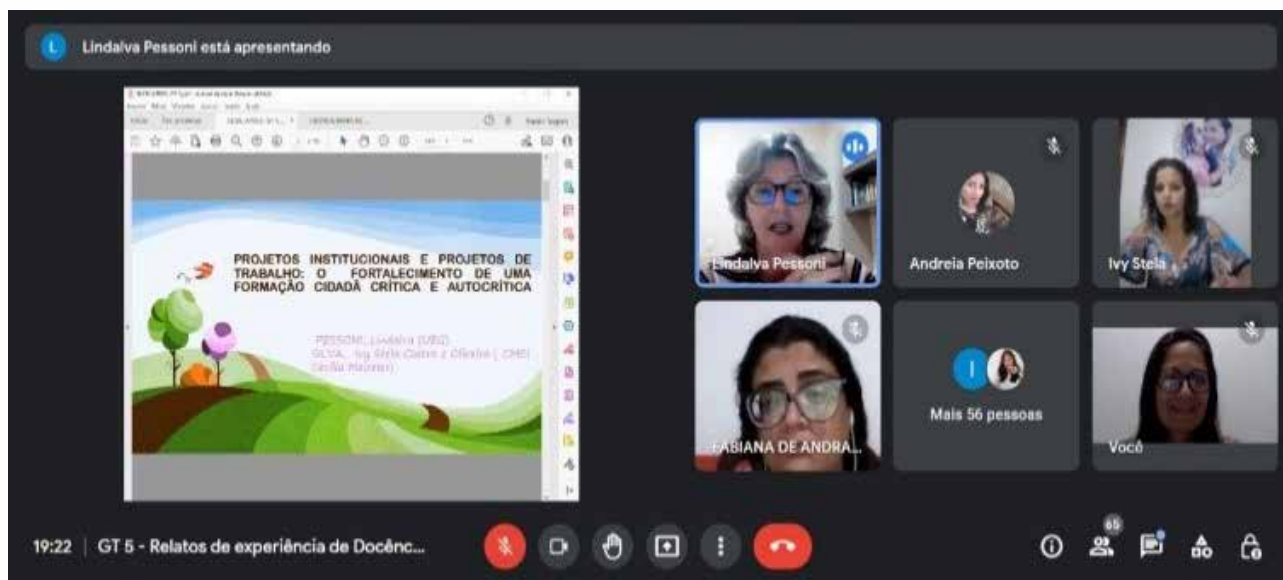 L
Lindalva Pessoni está apresentando
PROJETOS INSTITUCIONAIS E PROJETOS DE
TRABALHO: O FORTALECIMENTO DE UMA
FORMAÇÃO CIDADÃ CRÍTICA E AUTOCRÍTICA
PESSONI, Lindalva
Lindalva Pessoni
Andreia Peixoto
Ivy Stela
FABIANA DE ANDRA...
I
Mais 56 pessoas
Você
19:22 | GT 5 - Relatos de experiência de Docênc...
65